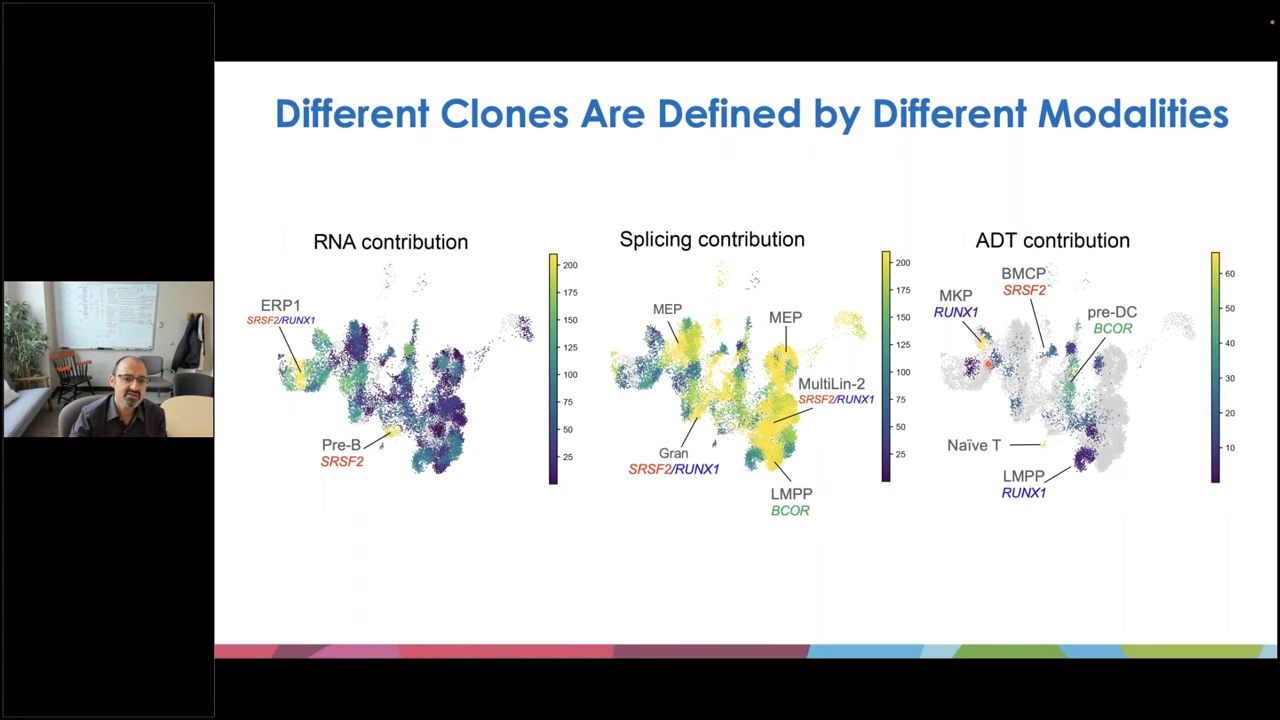 Different Clones Are Defined by Different Modalities
RNA contribution
ERP1
SRSF2/RUNX1
Pre-B
SRSF2
200
175
150
125
100
75
50
25
Splicing contribution
MEP
MEP
MultiLin-2
SRSF2/RUNX1
Gran
SRSF2/RUNX1
LMPP
BCOR
200
175
150
125
100
75
50
25
ADT contribution
BMCP
SRSF2
MKP
RUNX1
pre-DC
BCOR
Naïve T
LMPP
RUNX1
60
50
40
30
20
10